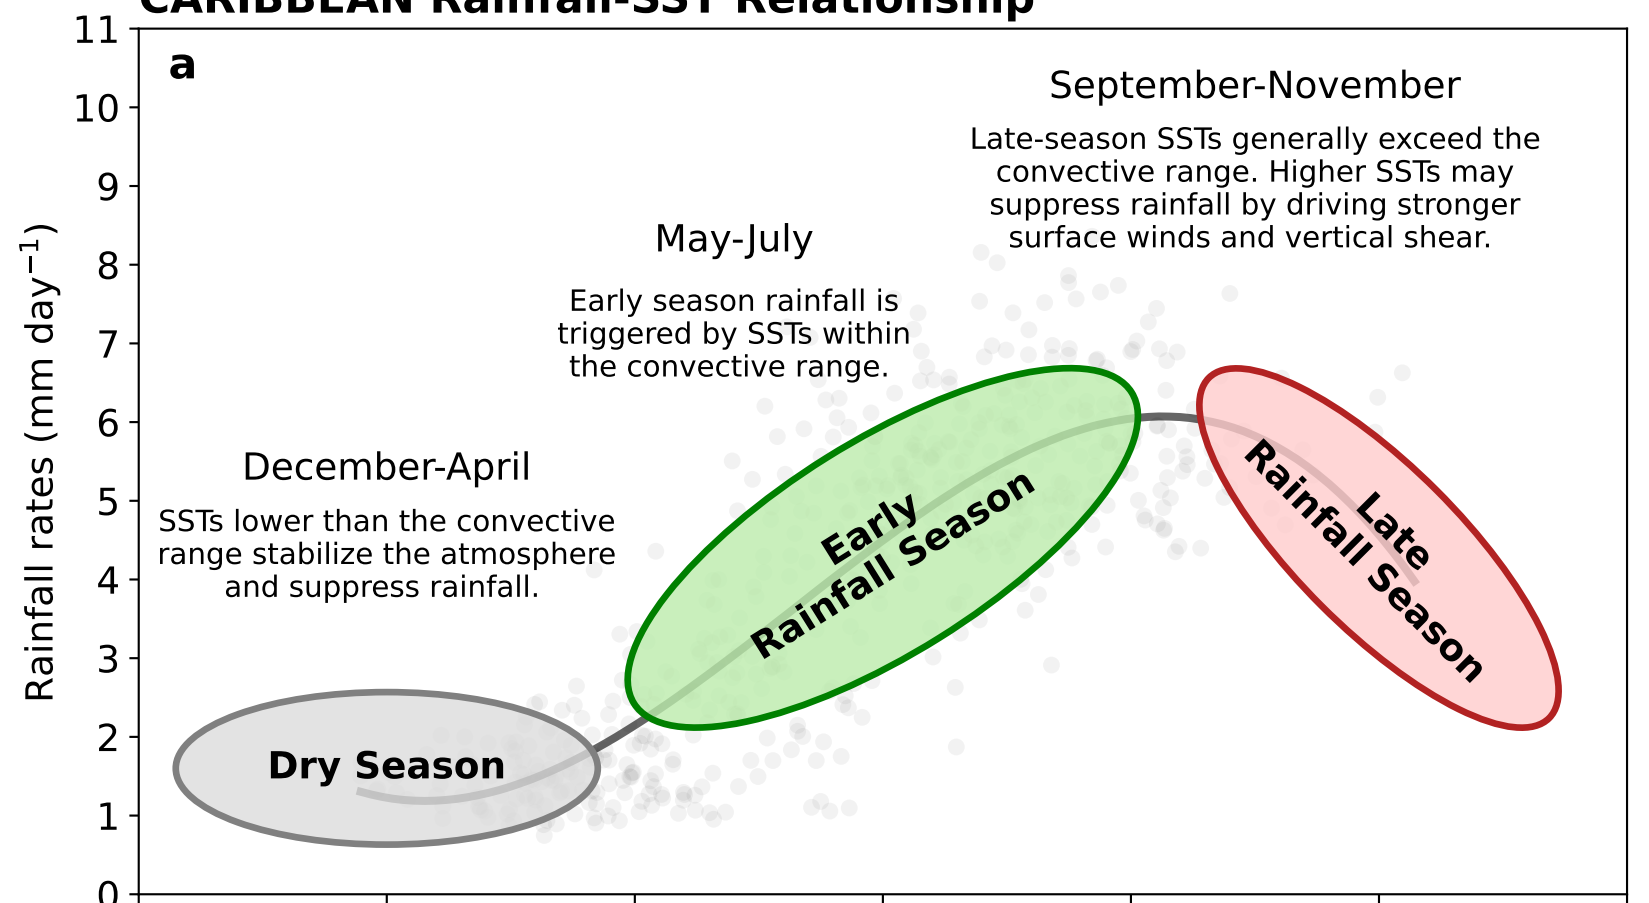 CARIBBEAN Rainfall-SST Relationship
11
a
September-November
10
Late-season SSTs generally exceed the
convective range. Higher SSTs may
suppress rainfall by driving stronger
surface winds and vertical shear.
9
May-July
8
Early season rainfall is
triggered by SSTs within
the convective range.
7
6
December-April
SSTs lower than the convective
range stabilize the atmosphere
and suppress rainfall.
5
4
3
2
1
0
Rainfall rates (mm day⁻¹)
Early
Rainfall Season
Late
Rainfall Season
Dry Season